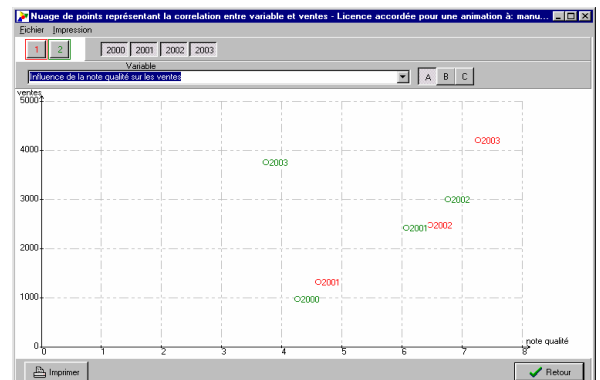 Nuage de points représentant la correlation entre variable et ventes - Licence accordée pour une animation à: manu...
Fichier Impression
1 2 2000 2001 2002 2003
Variable
Influence de la note qualité sur les ventes A B C
ventes
5000
2003
4000
2003
3000
2002
2001 2002
2000
2001
1000
2000
0
note qualité
0 1 2 3 4 5 6 7 8
Imprimer Retour